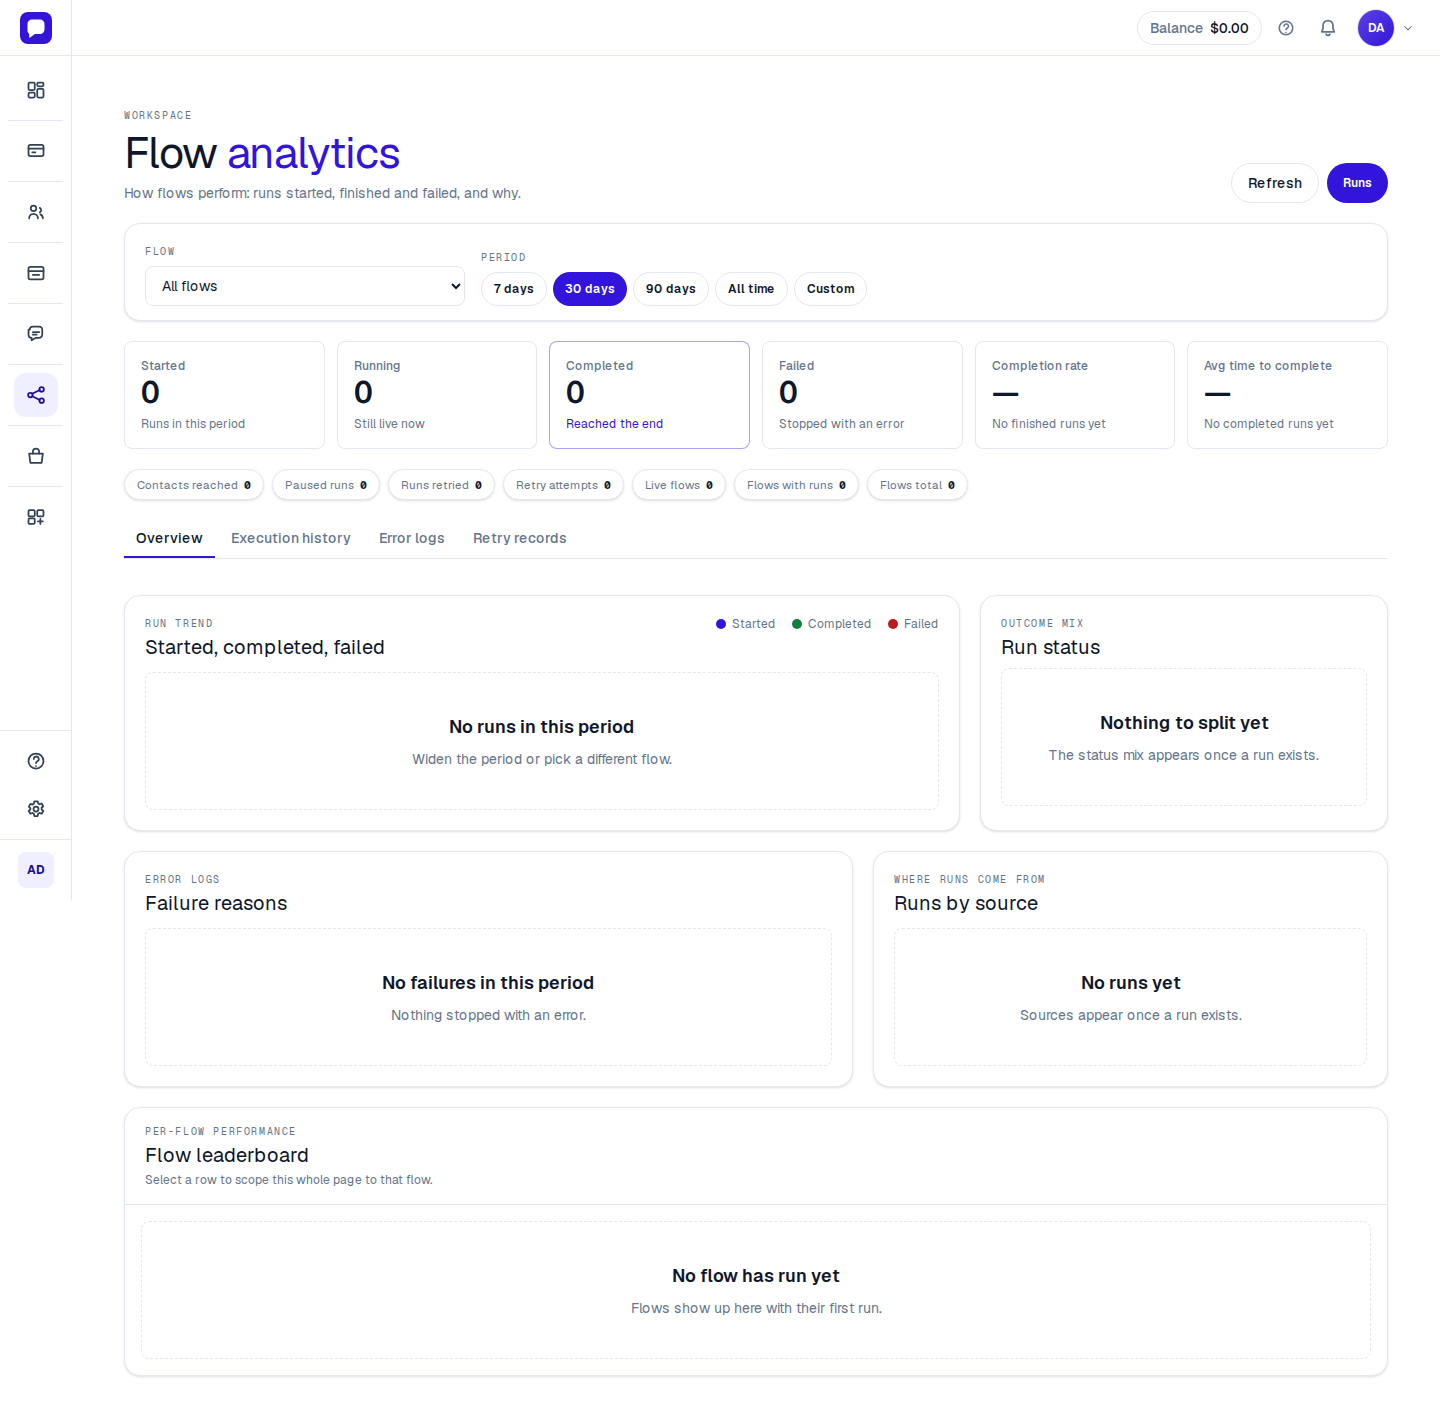 Balance $0.00
DA
WORKSPACE
Flow analytics
How flows perform: runs started, finished and failed, and why.
Refresh
Runs
FLOW
All flows
PERIOD
7 days
30 days
90 days
All time
Custom
Started
0
Runs in this period
Running
0
Still live now
Completed
0
Reached the end
Failed
0
Stopped with an error
Completion rate
—
No finished runs yet
Avg time to complete
—
No completed runs yet
Contacts reached 0
Paused runs 0
Runs retried 0
Retry attempts 0
Live flows 0
Flows with runs 0
Flows total 0
Overview
Execution history
Error logs
Retry records
RUN TREND
Started, completed, failed
Started
Completed
Failed
No runs in this period
Widen the period or pick a different flow.
OUTCOME MIX
Run status
Nothing to split yet
The status mix appears once a run exists.
ERROR LOGS
Failure reasons
No failures in this period
Nothing stopped with an error.
WHERE RUNS COME FROM
Runs by source
No runs yet
Sources appear once a run exists.
AD
PER-FLOW PERFORMANCE
Flow leaderboard
Select a row to scope this whole page to that flow.
No flow has run yet
Flows show up here with their first run.